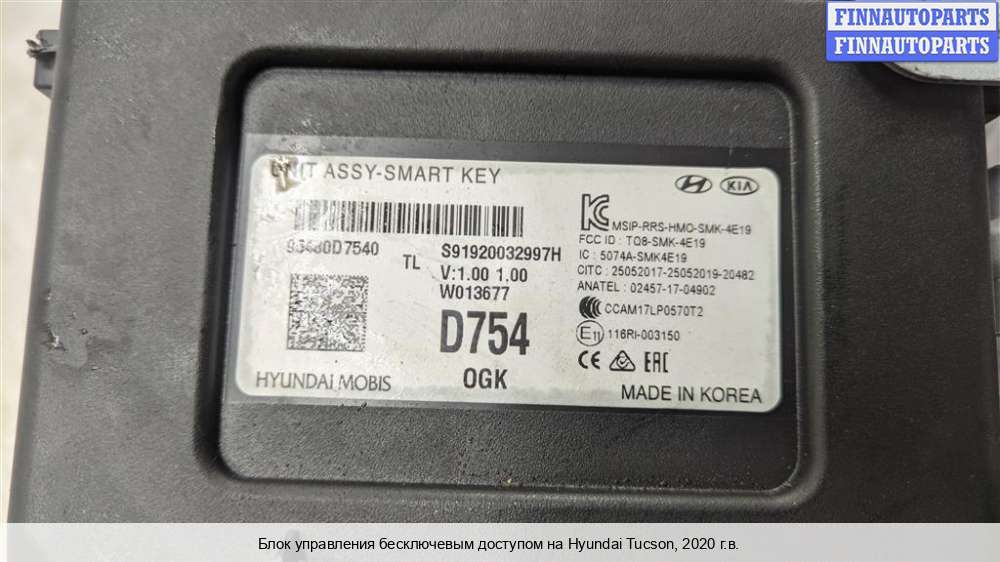 FINNAUTOPARTS
FINNAUTOPARTS
UNIT ASSY-SMART KEY
KIA
MSIP-RRS-HMO-SMK-4E19
FCC ID : TQ8-SMK-4E19
IC : 5074A-SMK4E19
CITC : 25052017-25052019-20482
ANATEL : 02457-17-04902
CCAM17LP0570T2
E11 116RI-003150
CE EAC
MADE IN KOREA
95480D7540
TL
S91920032997H
V:1.00 1.00
W013677
D754
OGK
HYUNDAI MOBIS
Блок управления бесключевым доступом на Hyundai Tucson, 2020 г.в.